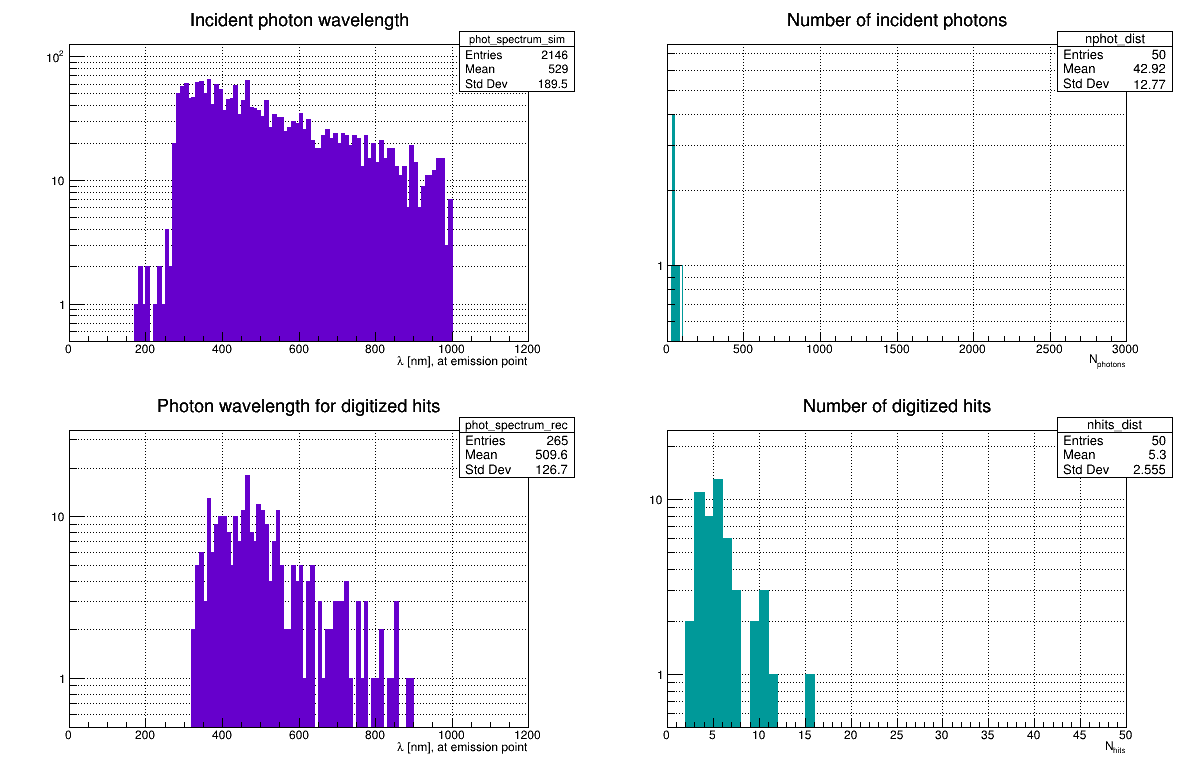 Incident photon wavelength
phot_spectrum_sim
Entries 2146
Mean 529
Std Dev 189.5
10²
10
1
0 200 400 600 800 1000 1200
λ [nm], at emission point
Number of incident photons
nphot_dist
Entries 50
Mean 42.92
Std Dev 12.77
1
0 500 1000 1500 2000 2500 3000
N_photons
Photon wavelength for digitized hits
phot_spectrum_rec
Entries 265
Mean 509.6
Std Dev 126.7
10
1
0 200 400 600 800 1000 1200
λ [nm], at emission point
Number of digitized hits
nhits_dist
Entries 50
Mean 5.3
Std Dev 2.555
10
1
0 5 10 15 20 25 30 35 40 45 50
N_hits